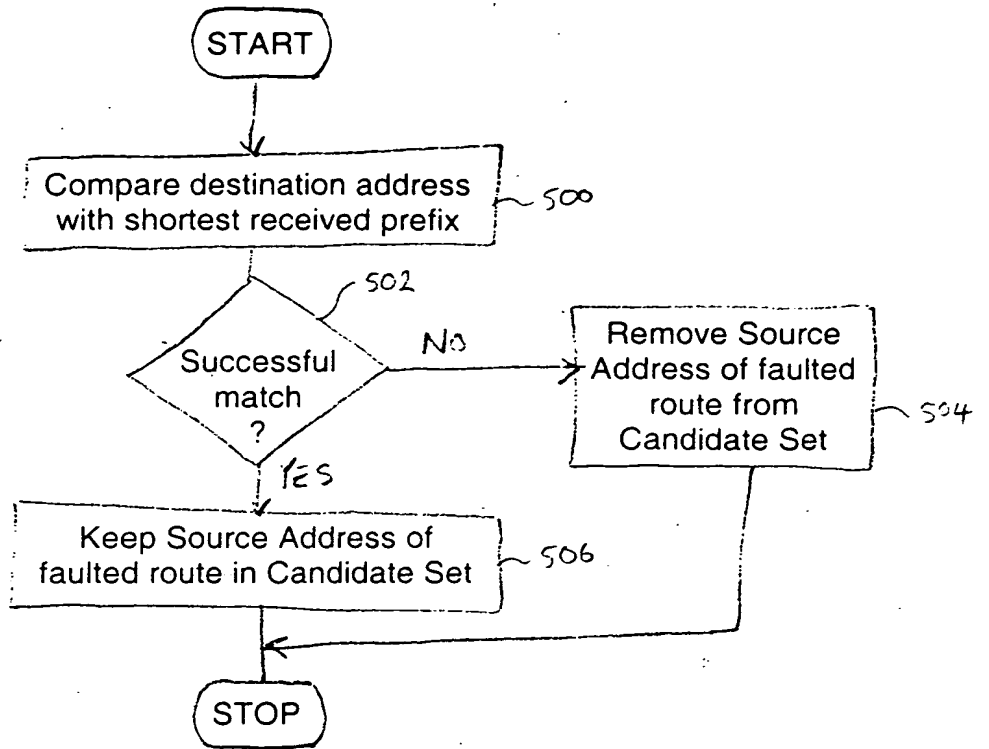 START
Compare destination address
with shortest received prefix
500
502
Successful
match
?
NO
YES
Remove Source
Address of faulted
route from
Candidate Set
504
Keep Source Address of
faulted route in Candidate Set
506
STOP